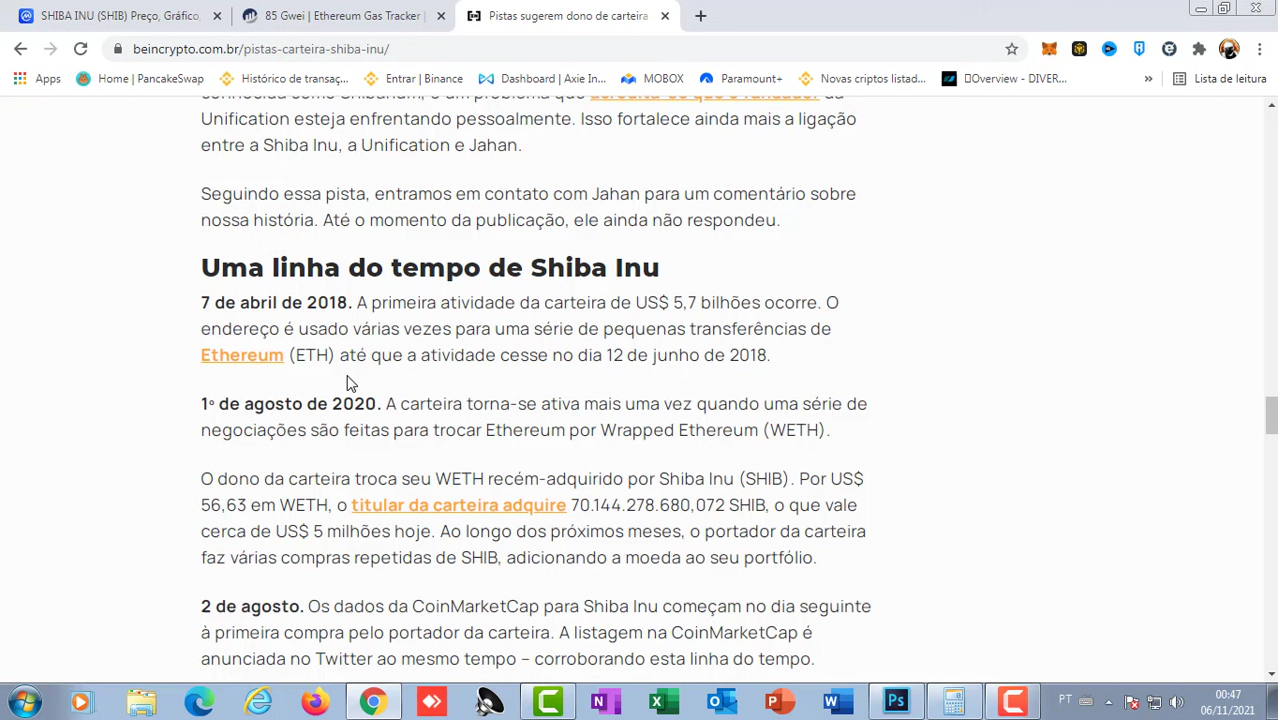 SHIBA INU (SHIB) Preço, Gráfico,
85 Gwei | Ethereum Gas Tracker |
Pistas sugerem dono de carteira
beincrypto.com.br/pistas-carteira-shiba-inu/
Apps
Home | PancakeSwap
Histórico de transaç...
Entrar | Binance
Dashboard | Axie In...
MOBOX
Paramount+
Novas criptos listad...
Overview - DIVER...
»
Lista de leitura
Unification esteja enfrentando pessoalmente. Isso fortalece ainda mais a ligação
entre a Shiba Inu, a Unification e Jahan.
Seguindo essa pista, entramos em contato com Jahan para um comentário sobre
nossa história. Até o momento da publicação, ele ainda não respondeu.
Uma linha do tempo de Shiba Inu
7 de abril de 2018. A primeira atividade da carteira de US$ 5,7 bilhões ocorre. O
endereço é usado várias vezes para uma série de pequenas transferências de
Ethereum (ETH) até que a atividade cesse no dia 12 de junho de 2018.
1º de agosto de 2020. A carteira torna-se ativa mais uma vez quando uma série de
negociações são feitas para trocar Ethereum por Wrapped Ethereum (WETH).
O dono da carteira troca seu WETH recém-adquirido por Shiba Inu (SHIB). Por US$
56,63 em WETH, o titular da carteira adquire 70.144.278.680,072 SHIB, o que vale
cerca de US$ 5 milhões hoje. Ao longo dos próximos meses, o portador da carteira
faz várias compras repetidas de SHIB, adicionando a moeda ao seu portfólio.
2 de agosto. Os dados da CoinMarketCap para Shiba Inu começam no dia seguinte
à primeira compra pelo portador da carteira. A listagem na CoinMarketCap é
anunciada no Twitter ao mesmo tempo – corroborando esta linha do tempo.
PT
00:47
06/11/2021